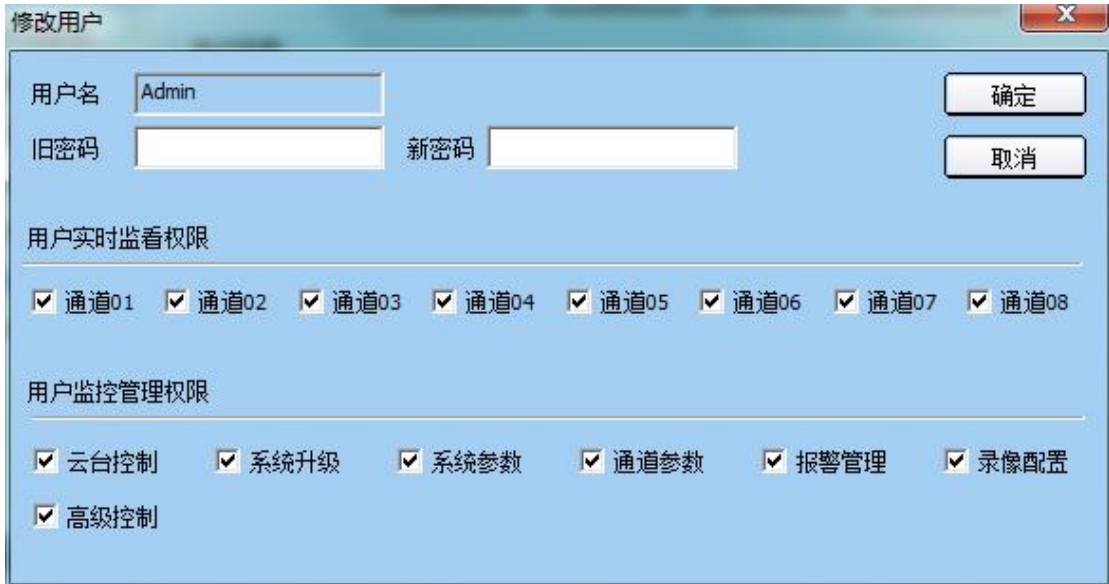 修改用户
用户名 Admin 确定
旧密码 新密码 取消
用户实时监看权限
通道01 通道02 通道03 通道04 通道05 通道06 通道07 通道08
用户监控管理权限
云台控制 系统升级 系统参数 通道参数 报警管理 录像配置
高级控制